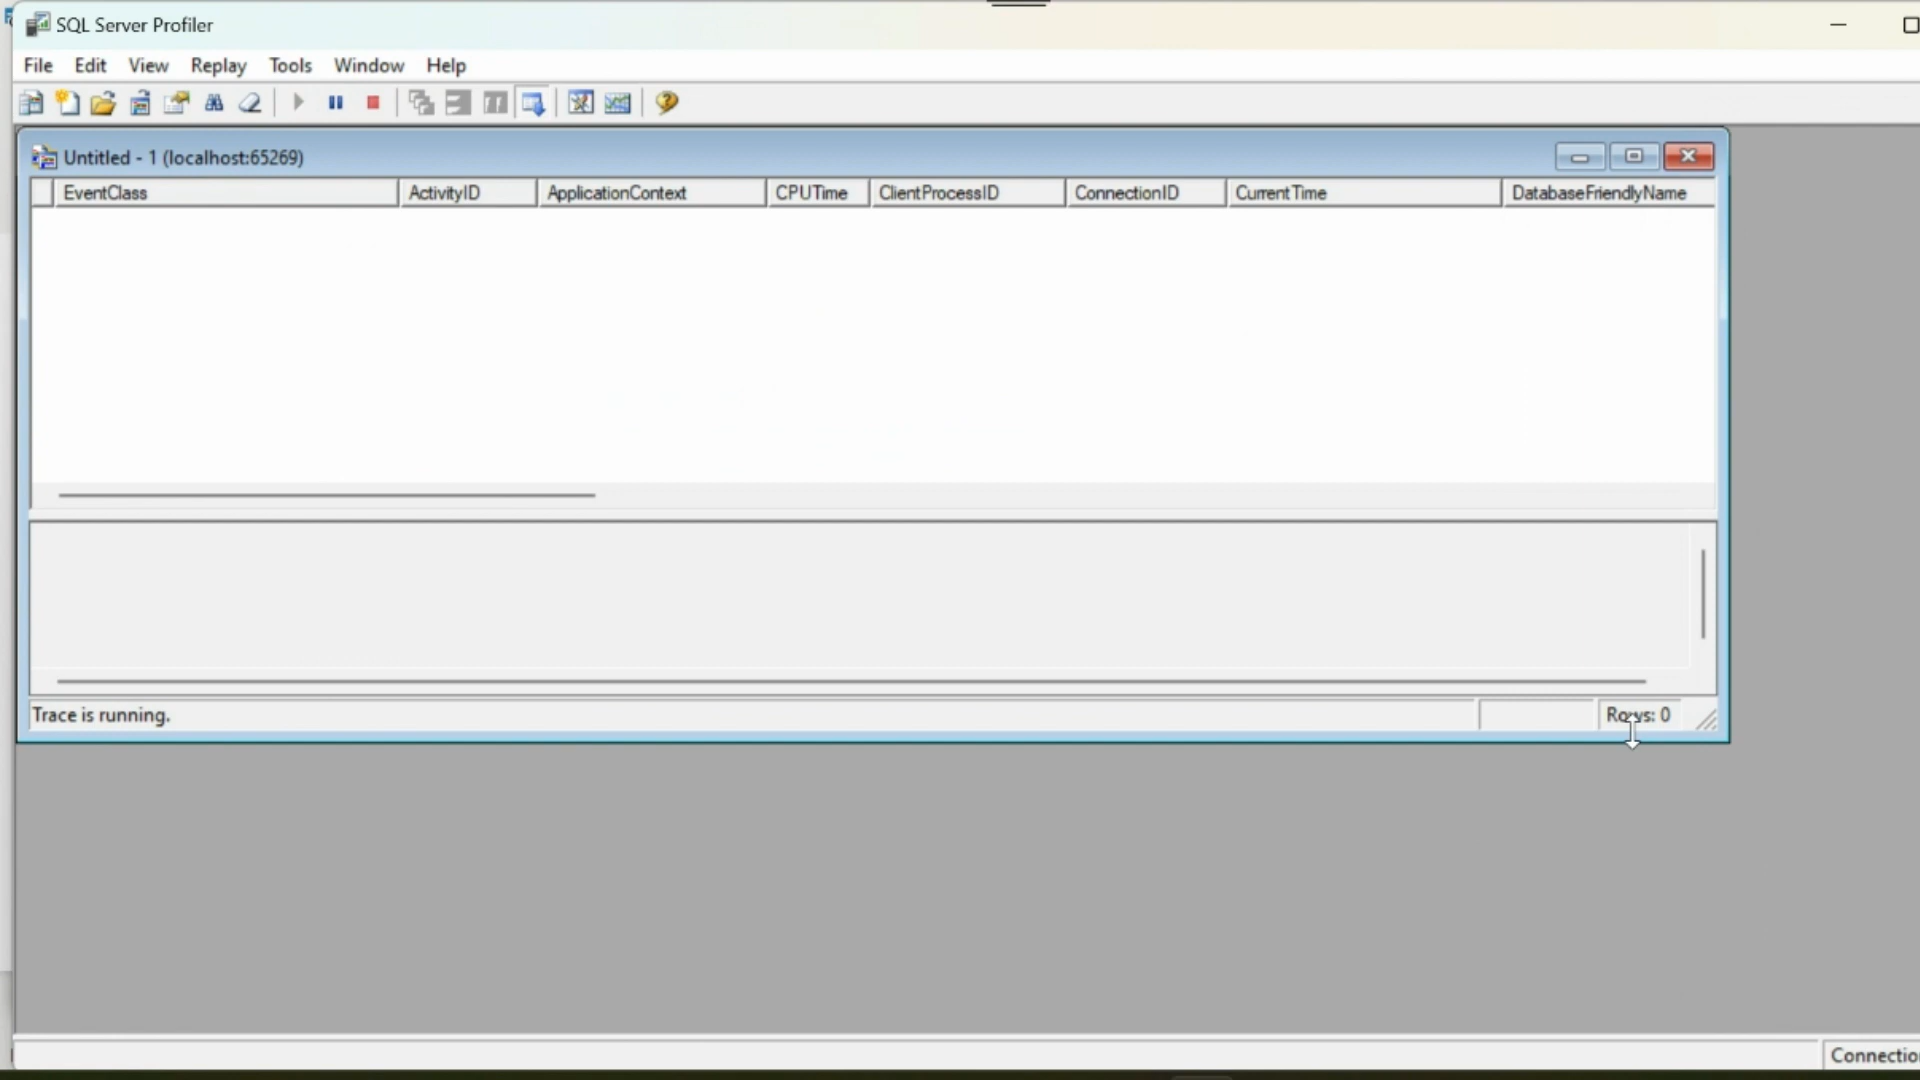 SQL Server Profiler
File Edit View Replay Tools Window Help
Untitled - 1 (localhost:65269)
EventClass ActivityID ApplicationContext CPUTime ClientProcessID ConnectionID CurrentTime DatabaseFriendlyName
Trace is running. Rows: 0
Connectio